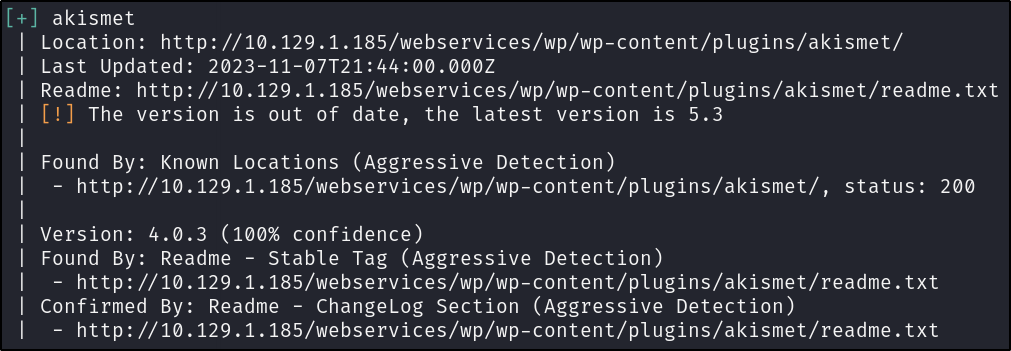 [+] akismet
| Location: http://10.129.1.185/webservices/wp/wp-content/plugins/akismet/
| Last Updated: 2023-11-07T21:44:00.000Z
| Readme: http://10.129.1.185/webservices/wp/wp-content/plugins/akismet/readme.txt
| [!] The version is out of date, the latest version is 5.3
|
| Found By: Known Locations (Aggressive Detection)
|  - http://10.129.1.185/webservices/wp/wp-content/plugins/akismet/, status: 200
|
| Version: 4.0.3 (100% confidence)
| Found By: Readme - Stable Tag (Aggressive Detection)
|  - http://10.129.1.185/webservices/wp/wp-content/plugins/akismet/readme.txt
| Confirmed By: Readme - ChangeLog Section (Aggressive Detection)
|  - http://10.129.1.185/webservices/wp/wp-content/plugins/akismet/readme.txt